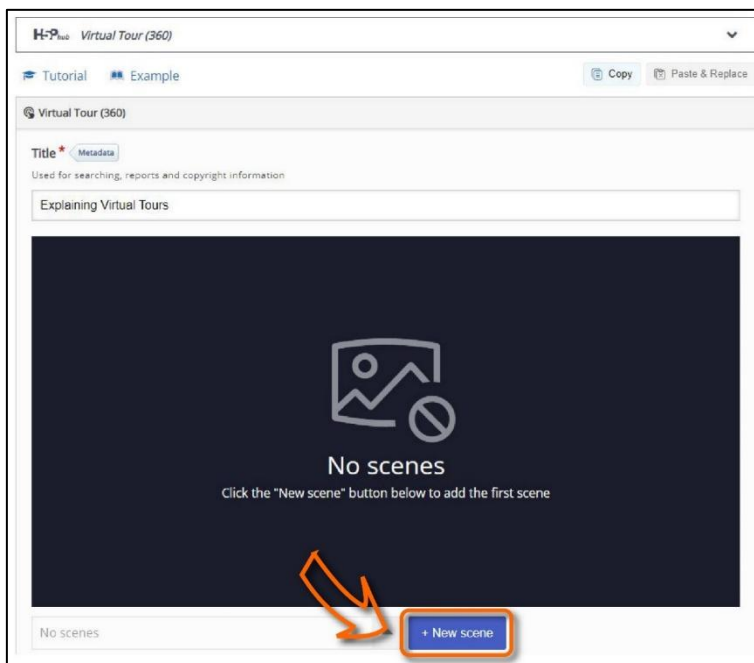 H5P hub Virtual Tour (360)
Tutorial Example Copy Paste & Replace
Virtual Tour (360)
Title * Metadata
Used for searching, reports and copyright information
Explaining Virtual Tours
No scenes
Click the "New scene" button below to add the first scene
No scenes + New scene